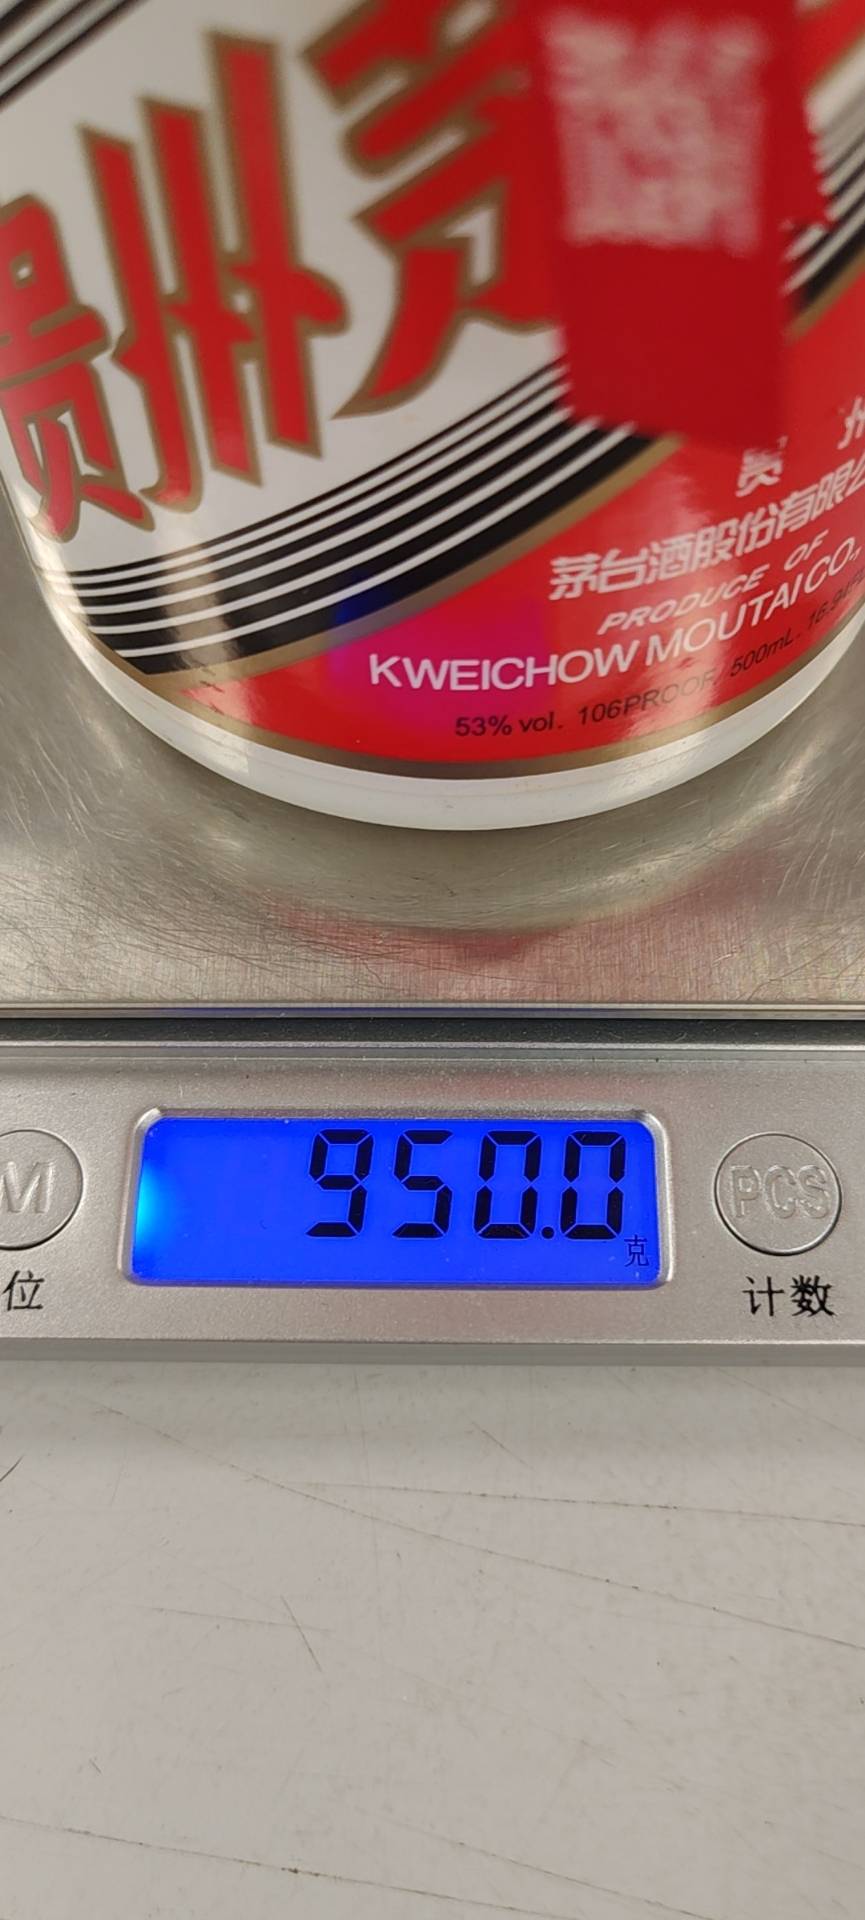 贵州茅
贵 州
茅台酒股份有限公
PRODUCE OF
KWEICHOW MOUTAI CO.,
53% vol. 106PROOF/ 500mL.
950.0
克
M
PCS
位
计数